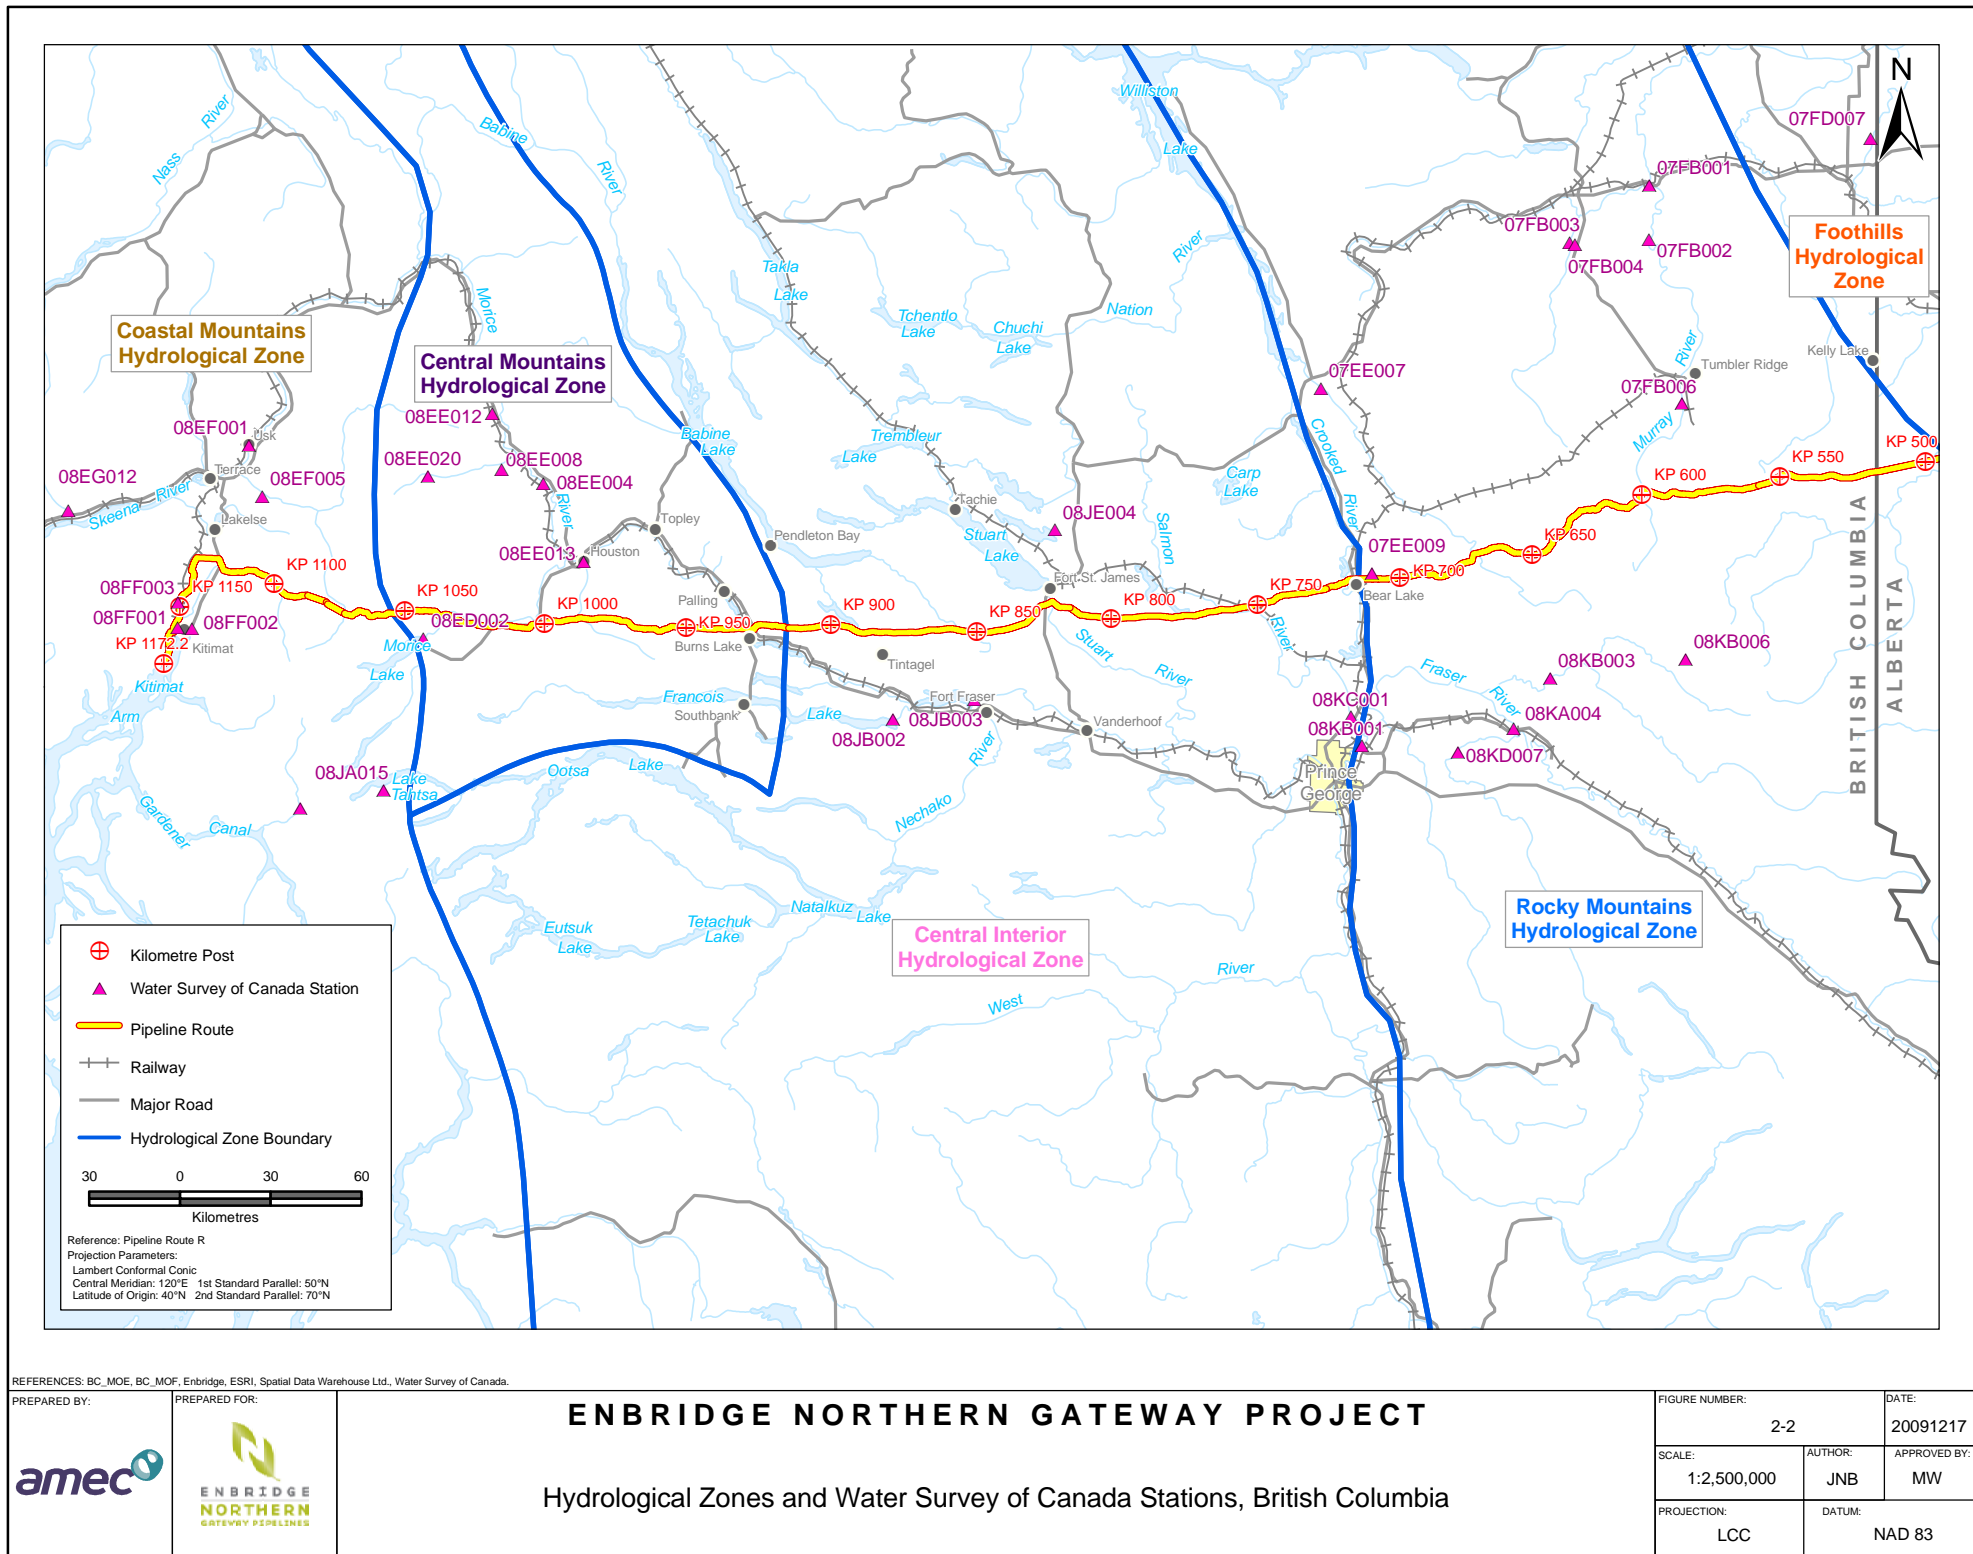 N
Nass
River
Babine
River
Williston
Lake
07FD007
07FB001
07FB003
07FB004
07FB002
Foothills
Hydrological
Zone
River
Takla
Lake
Nation
Morice
Tchentlo
Lake
Chuchi
Lake
Coastal Mountains
Hydrological Zone
Central Mountains
Hydrological Zone
River
Tumbler Ridge
Kelly Lake
07EE007
07FB006
Murray
08EE012
08EF001
Usk
Babine
Lake
Trembleur
Lake
Crooked
River
KP 500
KP 550
KP 600
08EE020
08EE008
08EE004
08EG012
Terrace
08EF005
Skeena
River
Carp
Lake
Tachie
08JE004
Salmon
River
Lakelse
River
Topley
Pendleton Bay
Stuart
Lake
KP 650
08EE013
Houston
07EE009
KP 700
KP 1100
Fort St. James
KP 750
Bear Lake
08FF003
KP 1150
KP 1050
Palling
KP 900
KP 850
KP 800
08FF001
08FF002
08ED002
KP 1000
KP 950
KP 1172.2
Kitimat
Morice
Lake
Burns Lake
Tintagel
Stuart
River
Fraser
River
08KB003
08KB006
Kitimat
Arm
Francois
Lake
Southbank
Fort Fraser
08JB003
08JB002
River
Vanderhoof
08KC001
08KB001
08KA004
08KD007
Prince
George
BRITISH COLUMBIA
ALBERTA
08JA015
Lake
Tahtsa
Ootsa
Lake
Nechako
Gardener
Canal
Eutsuk
Lake
Tetachuk
Lake
Natalkuz
Lake
Central Interior
Hydrological Zone
Rocky Mountains
Hydrological Zone
West
River
Kilometre Post
Water Survey of Canada Station
Pipeline Route
Railway
Major Road
Hydrological Zone Boundary
30 0 30 60
Kilometres
Reference: Pipeline Route R
Projection Parameters:
Lambert Conformal Conic
Central Meridian: 120°E 1st Standard Parallel: 50°N
Latitude of Origin: 40°N 2nd Standard Parallel: 70°N
REFERENCES: BC_MOE, BC_MOF, Enbridge, ESRI, Spatial Data Warehouse Ltd., Water Survey of Canada.
PREPARED BY:
amec
PREPARED FOR:
ENBRIDGE
NORTHERN
GATEWAY PIPELINES
ENBRIDGE NORTHERN GATEWAY PROJECT
Hydrological Zones and Water Survey of Canada Stations, British Columbia
FIGURE NUMBER:
2-2
DATE:
20091217
SCALE:
1:2,500,000
AUTHOR:
JNB
APPROVED BY:
MW
PROJECTION:
LCC
DATUM:
NAD 83